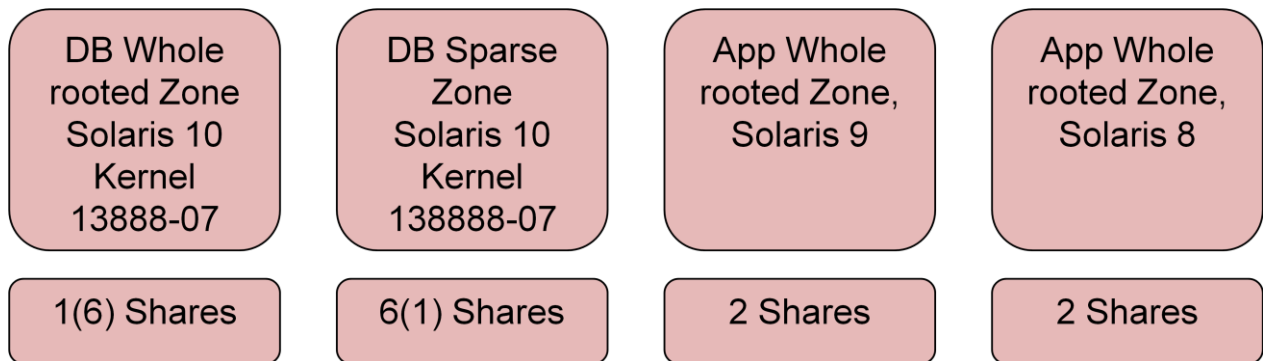 DB Whole
rooted Zone
Solaris 10
Kernel
13888-07
DB Sparse
Zone
Solaris 10
Kernel
138888-07
App Whole
rooted Zone,
Solaris 9
App Whole
rooted Zone,
Solaris 8
1(6) Shares
6(1) Shares
2 Shares
2 Shares